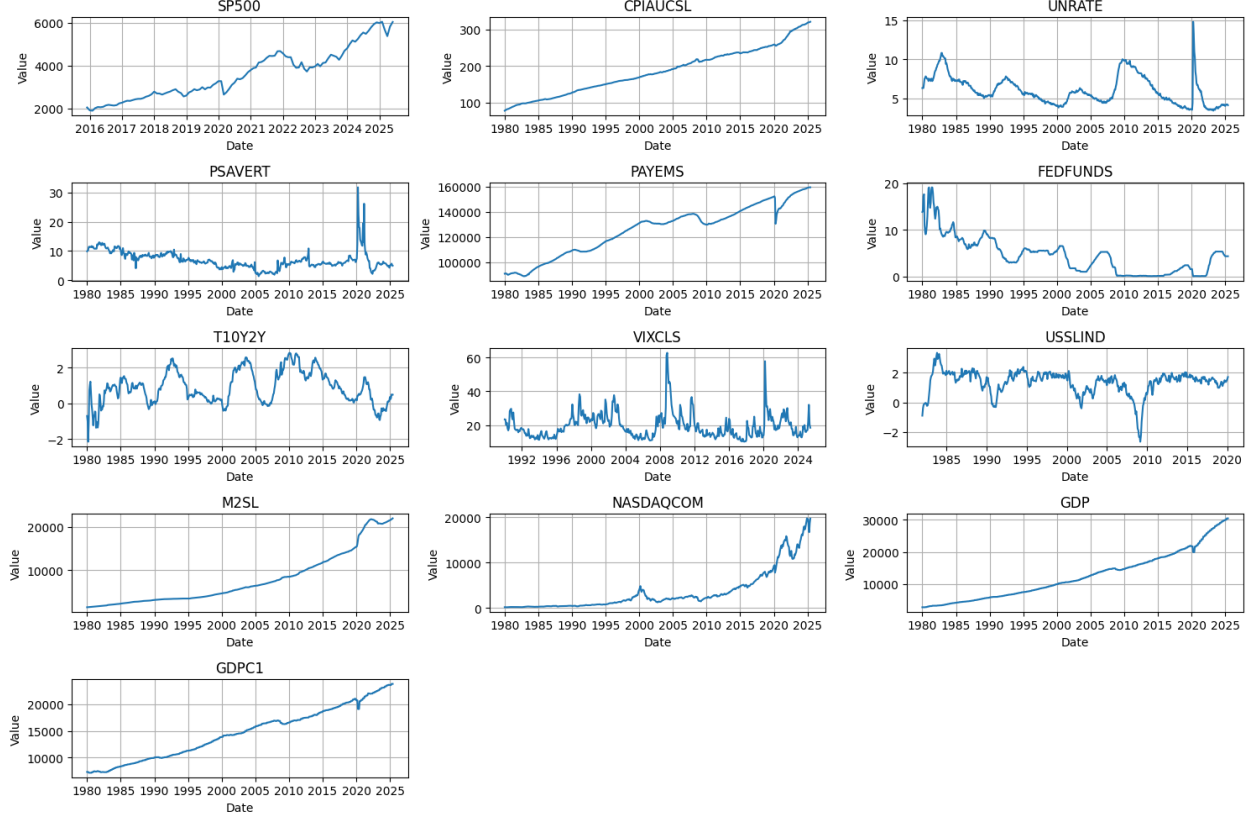 SP500
Value
6000
4000
2000
2016 2017 2018 2019 2020 2021 2022 2023 2024 2025
Date
CPIAUCSL
Value
300
200
100
1980 1985 1990 1995 2000 2005 2010 2015 2020 2025
Date
UNRATE
Value
15
10
5
1980 1985 1990 1995 2000 2005 2010 2015 2020 2025
Date
PSAVERT
Value
30
20
10
0
1980 1985 1990 1995 2000 2005 2010 2015 2020 2025
Date
PAYEMS
Value
160000
140000
120000
100000
1980 1985 1990 1995 2000 2005 2010 2015 2020 2025
Date
FEDFUNDS
Value
20
10
0
1980 1985 1990 1995 2000 2005 2010 2015 2020 2025
Date
T10Y2Y
Value
2
0
−2
1980 1985 1990 1995 2000 2005 2010 2015 2020 2025
Date
VIXCLS
Value
60
40
20
1992 1996 2000 2004 2008 2012 2016 2020 2024
Date
USSLIND
Value
2
0
−2
1985 1990 1995 2000 2005 2010 2015 2020
Date
M2SL
Value
20000
10000
1980 1985 1990 1995 2000 2005 2010 2015 2020 2025
Date
NASDAQCOM
Value
20000
10000
0
1980 1985 1990 1995 2000 2005 2010 2015 2020 2025
Date
GDP
Value
30000
20000
10000
1980 1985 1990 1995 2000 2005 2010 2015 2020 2025
Date
GDPC1
Value
20000
15000
10000
1980 1985 1990 1995 2000 2005 2010 2015 2020 2025
Date